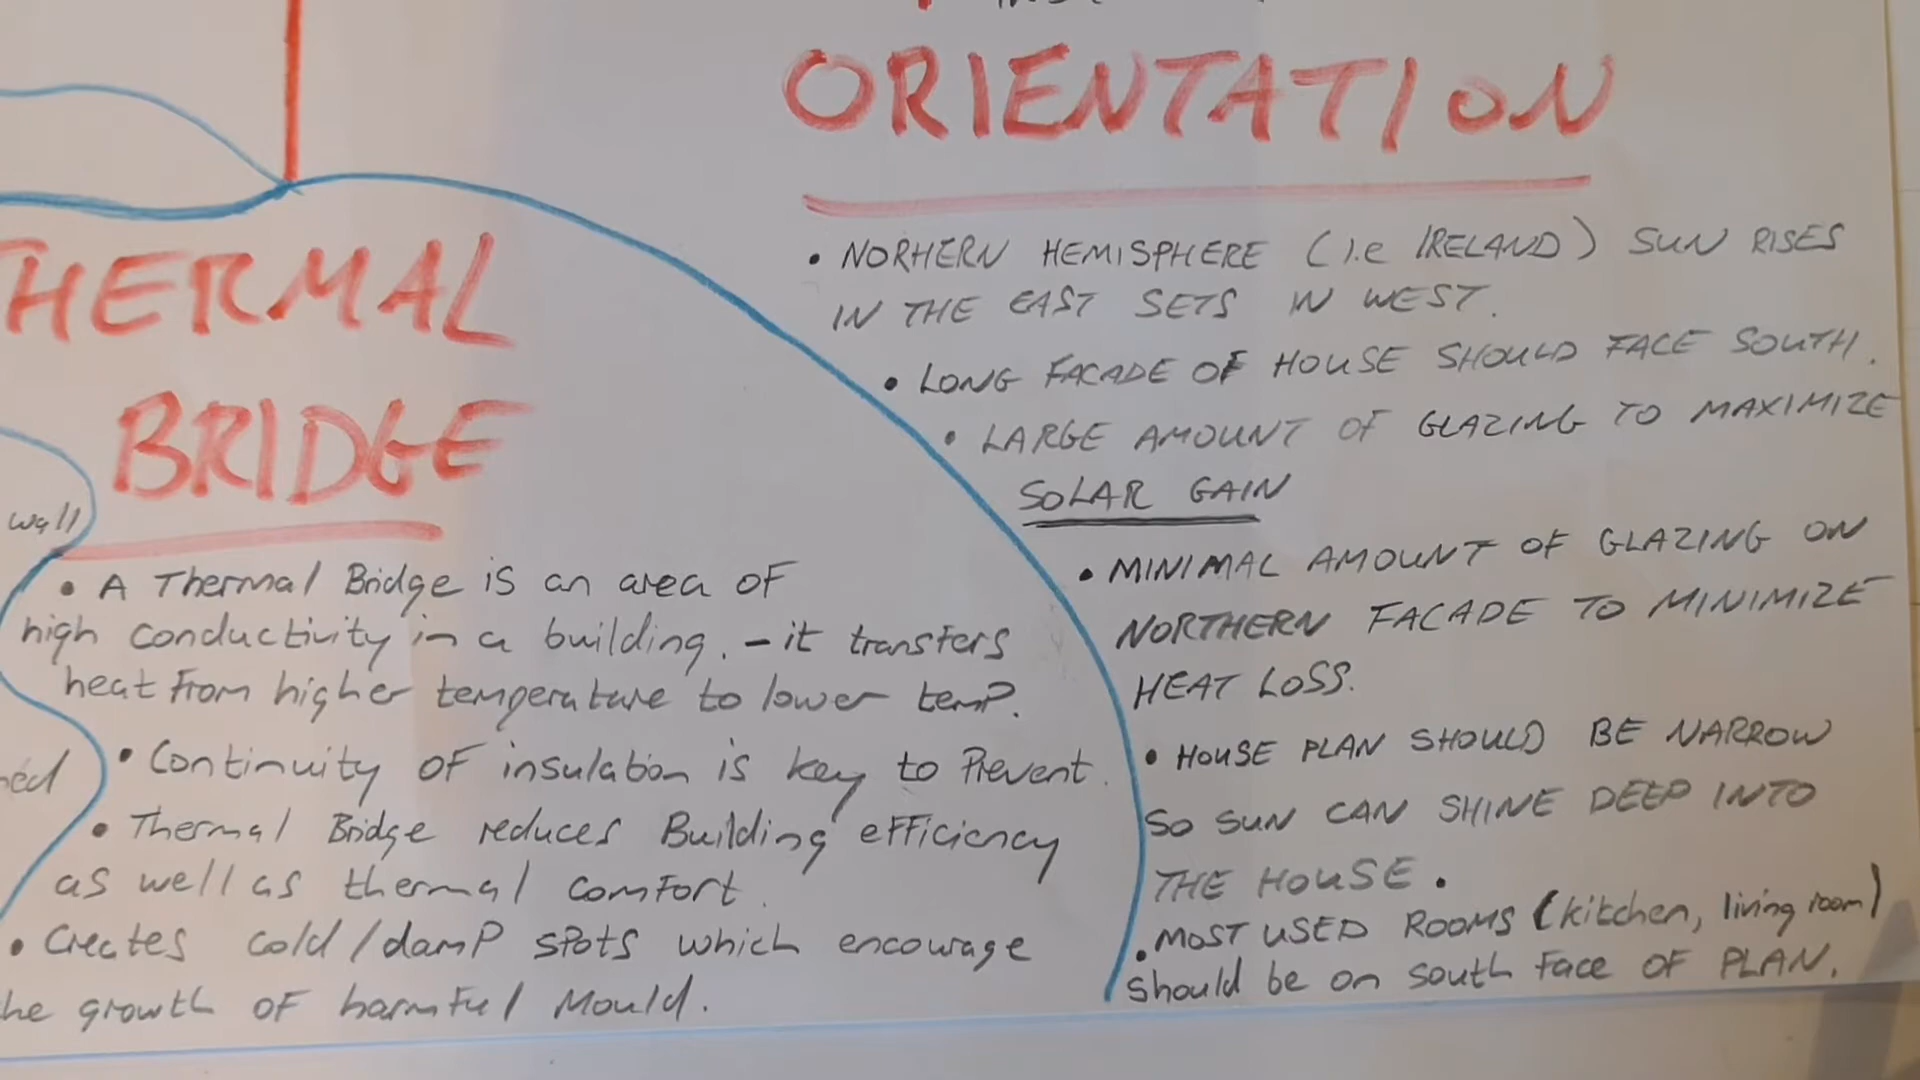 ORIENTATION
• NORHERN HEMISPHERE (i.e IRELAND) SUN RISES
IN THE EAST SETS IN WEST.
• LONG FACADE OF HOUSE SHOULD FACE SOUTH.
• LARGE AMOUNT OF GLAZING TO MAXIMIZE
SOLAR GAIN
• MINIMAL AMOUNT OF GLAZING ON
NORTHERN FACADE TO MINIMIZE
HEAT LOSS.
• HOUSE PLAN SHOULD BE NARROW
SO SUN CAN SHINE DEEP INTO
THE HOUSE.
• MOST USED ROOMS (kitchen, living room)
should be on south face OF PLAN.
THERMAL
BRIDGE
wall
• A Thermal Bridge is an area of
high conductivity in a building. - it transfers
heat from higher temperature to lower temp.
• Continuity of insulation is key to Prevent.
• Thermal Bridge reduces Building efficiency
as well as thermal comfort.
• Creates cold/damp spots which encourage
the growth of harmful Mould.